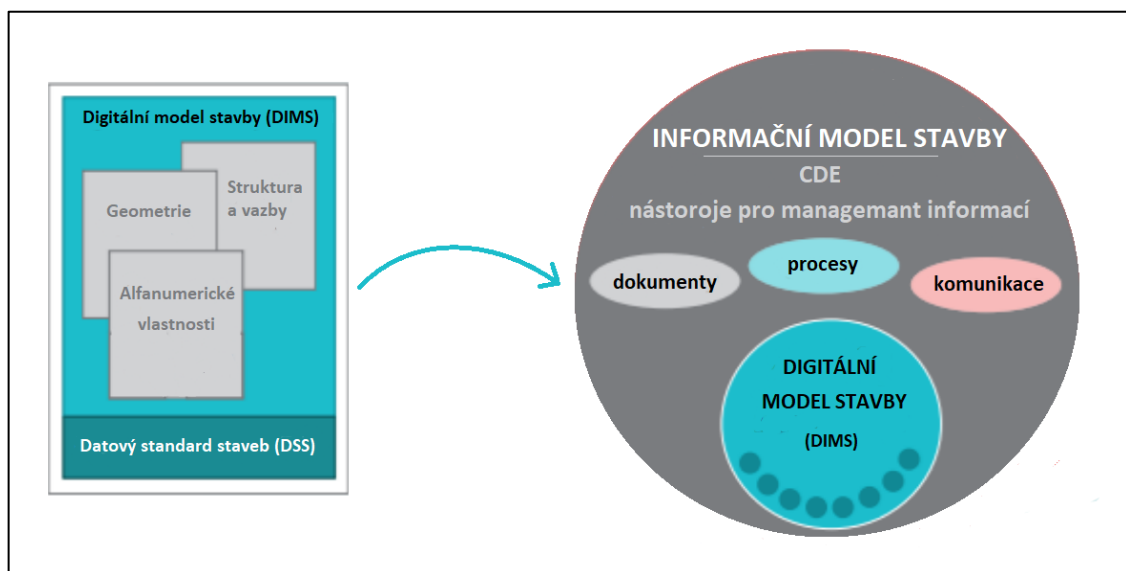 Digitální model stavby (DIMS)
Struktura
a vazby
Geometrie
Alfanumerické
vlastnosti
Datový standard staveb (DSS)
INFORMAČNÍ MODEL STAVBY
CDE
nástoroje pro managemant informací
dokumenty
procesy
komunikace
DIGITÁLNÍ
MODEL STAVBY
(DIMS)